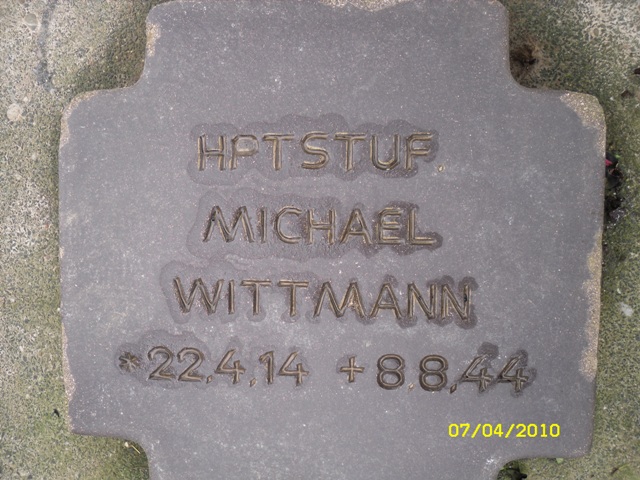 HPTSTUF.
MICHAEL
WITTMANN
*22.4.14 +8.8.44
07/04/2010